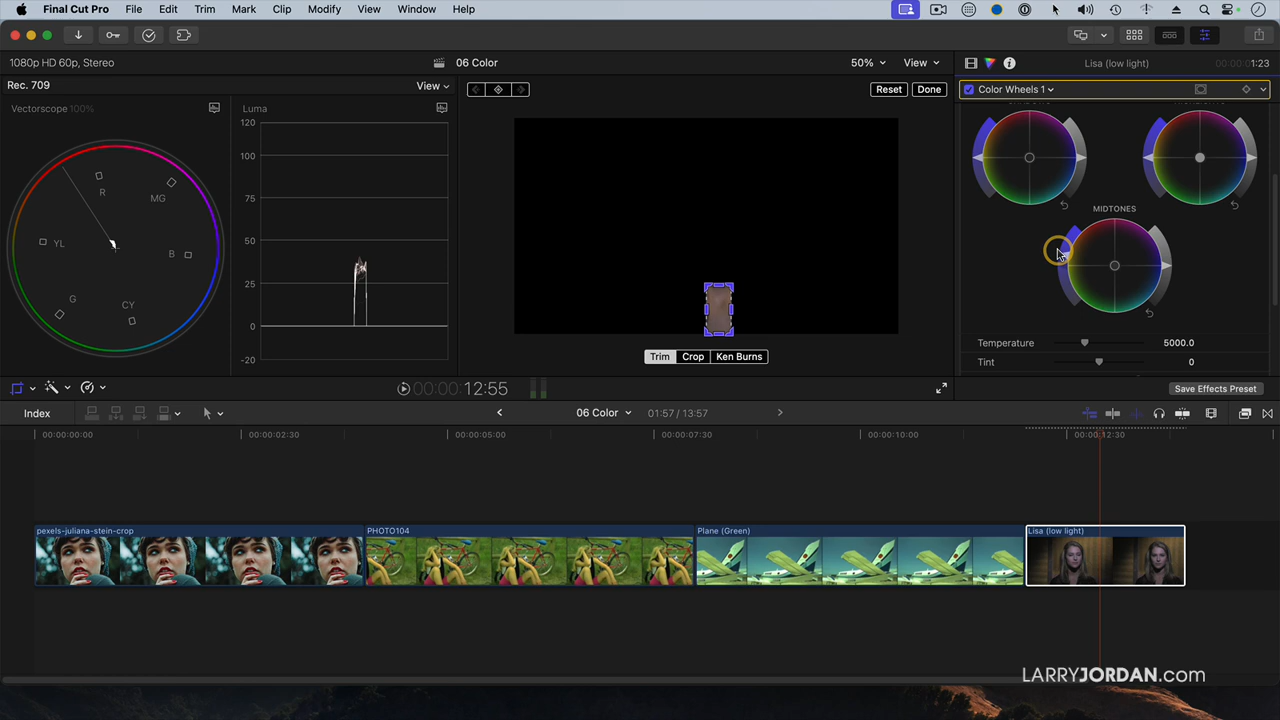 Final Cut Pro File Edit Trim Mark Clip Modify View Window Help
1080p HD 60p, Stereo 06 Color 50% View Lisa (low light) 00:00:01:23
Rec. 709 View Reset Done Color Wheels 1
Vectorscope 100% Luma
120
100
75
50
25
0
-20
R
MG
YL
B
G
CY
MIDTONES
Temperature 5000.0
Tint 0
Trim Crop Ken Burns
00:00:12:55 Save Effects Preset
Index 06 Color 01:57 / 13:57
00:00:00:00 00:00:02:30 00:00:05:00 00:00:07:30 00:00:10:00 00:00:12:30
pexels-juliana-stein-crop PHOTO104 Plane (Green) Lisa (low light)
LARRYJORDAN.com